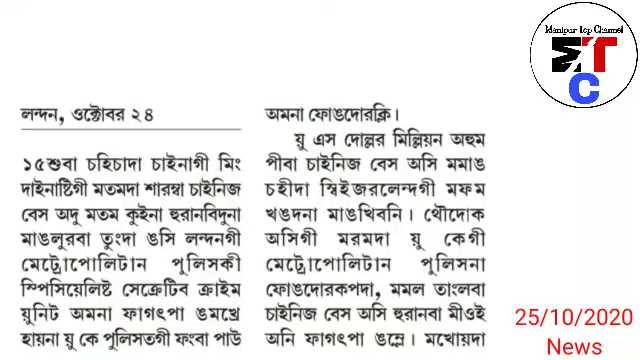 Manipur Top Channel
MTC
লন্দন, ওক্টোবর ২৪
১৫শুবা চহিচাদা চাইনাগী মিং
দাইনাষ্টিগী মতমদা শারম্বা চাইনিজ
বেস অদু মতম কুইনা হুরানবিদুনা
মাঙলুরবা তুংদা ঙসি লন্দনগী
মেট্রোপোলিটান পুলিসকী
স্পিসিয়েলিষ্ট সেক্রেটিব ক্রাইম
য়ুনিট অমনা ফাগৎপা ঙমখ্রে
হায়না য়ু কে পুলিসতগী ফংবা পাউ
অমনা ফোঙদোরক্লি।
য়ু এস দোল্লর মিল্লিয়ন অহুম
পীবা চাইনিজ বেস অসি মমাঙ
চহীদা স্বিইজরলেন্দগী মফম
খঙদনা মাঙখিবনি। থৌদোক
অসিগী মরমদা য়ু কেগী
মেট্রোপোলিটান পুলিসনা
ফোঙদোরকপদা, মমল তাংলবা
চাইনিজ বেস অসি হুরানবা মীওই
অনি ফাগৎপা ঙম্লে। মখোয়দা
25/10/2020
News